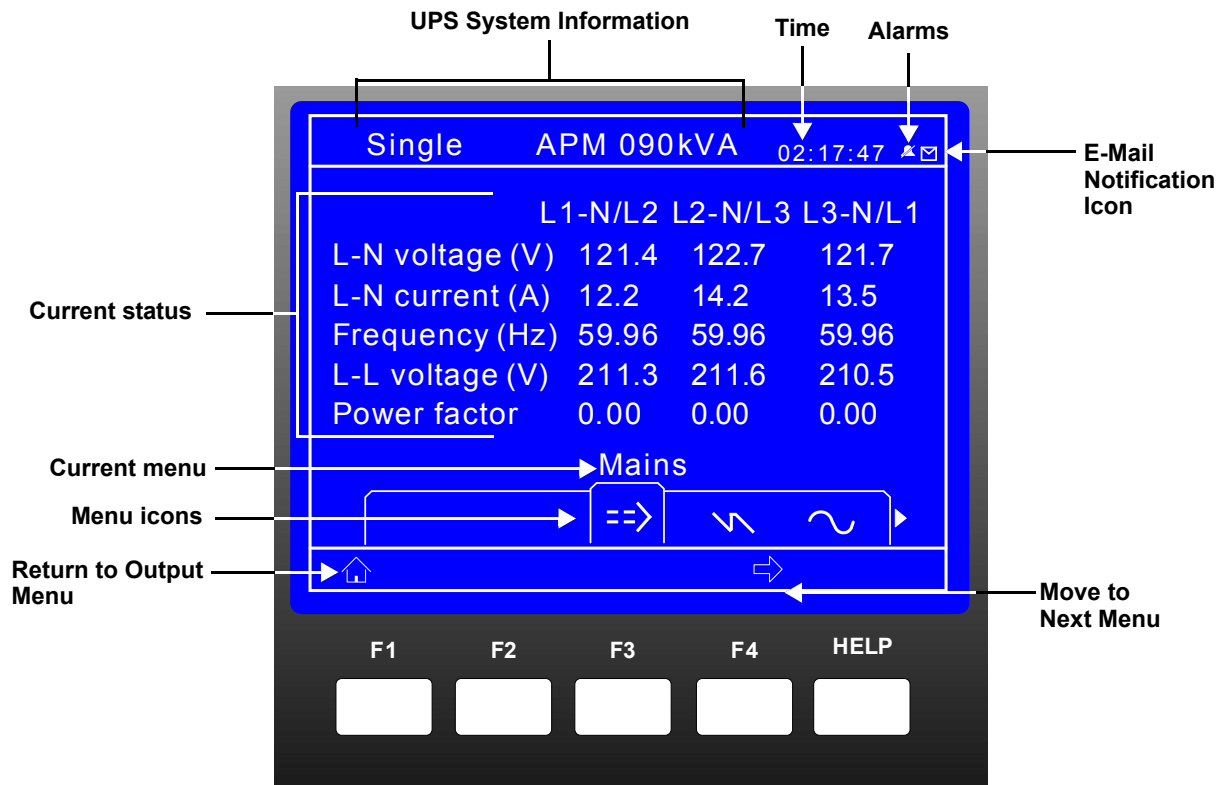 UPS System Information
Time
Alarms
Single APM 090kVA 02:17:47
E-Mail
Notification
Icon
L1-N/L2 L2-N/L3 L3-N/L1
L-N voltage (V) 121.4 122.7 121.7
L-N current (A) 12.2 14.2 13.5
Frequency (Hz) 59.96 59.96 59.96
L-L voltage (V) 211.3 211.6 210.5
Power factor 0.00 0.00 0.00
Current status
Current menu
Mains
Menu icons
Return to Output
Menu
Move to
Next Menu
F1 F2 F3 F4 HELP